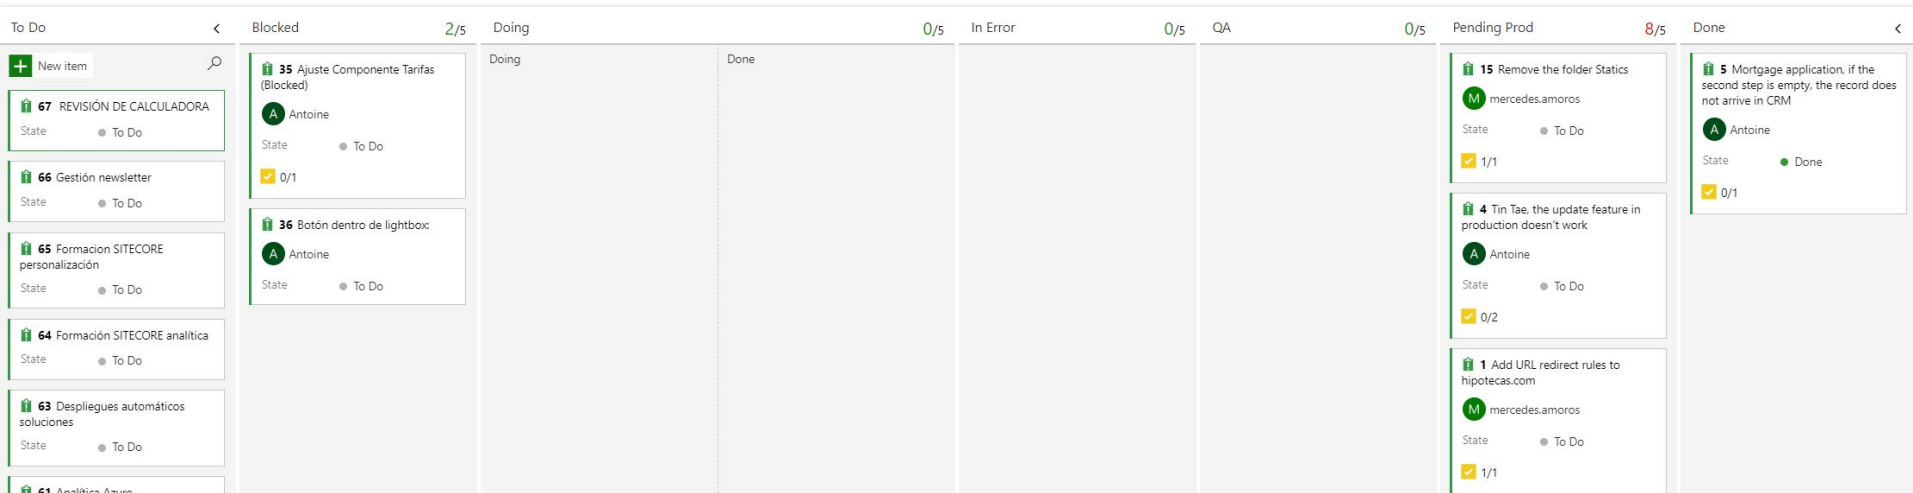 To Do
New item
67 REVISIÓN DE CALCULADORA
State To Do
66 Gestión newsletter
State To Do
65 Formacion SITECORE
personalización
State To Do
64 Formación SITECORE analítica
State To Do
63 Despliegues automáticos
soluciones
State To Do
61 Analítica Azure
Blocked 2/5
35 Ajuste Componente Tarifas
(Blocked)
A Antoine
State To Do
0/1
36 Botón dentro de lightbox:
A Antoine
State To Do
Doing 0/5
Doing
Done
In Error 0/5
QA 0/5
Pending Prod 8/5
15 Remove the folder Statics
M mercedes.amoros
State To Do
1/1
4 Tin Tae, the update feature in
production doesn't work
A Antoine
State To Do
0/2
1 Add URL redirect rules to
hipotecas.com
M mercedes.amoros
State To Do
1/1
Done
5 Mortgage application, if the
second step is empty, the record does
not arrive in CRM
A Antoine
State Done
0/1